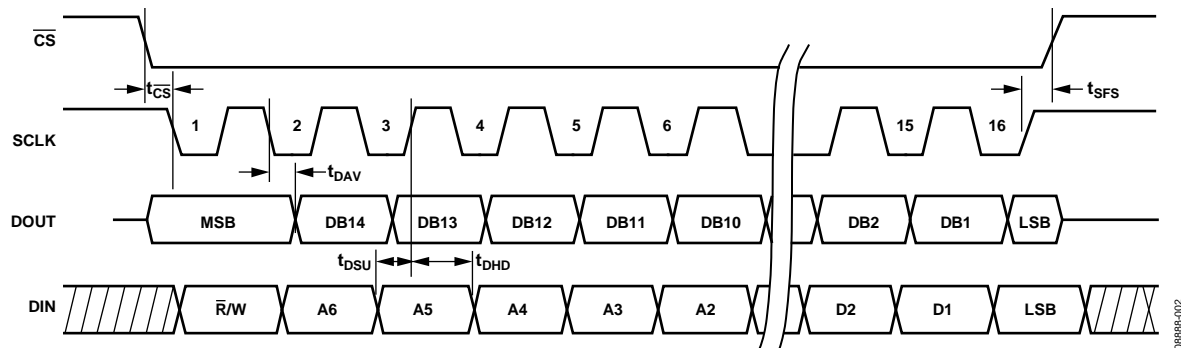 CS
tCS
tSFS
SCLK
1 2 3 4 5 6 15 16
tDAV
DOUT
MSB DB14 DB13 DB12 DB11 DB10 DB2 DB1 LSB
tDSU tDHD
DIN
R/W A6 A5 A4 A3 A2 D2 D1 LSB
08888-002